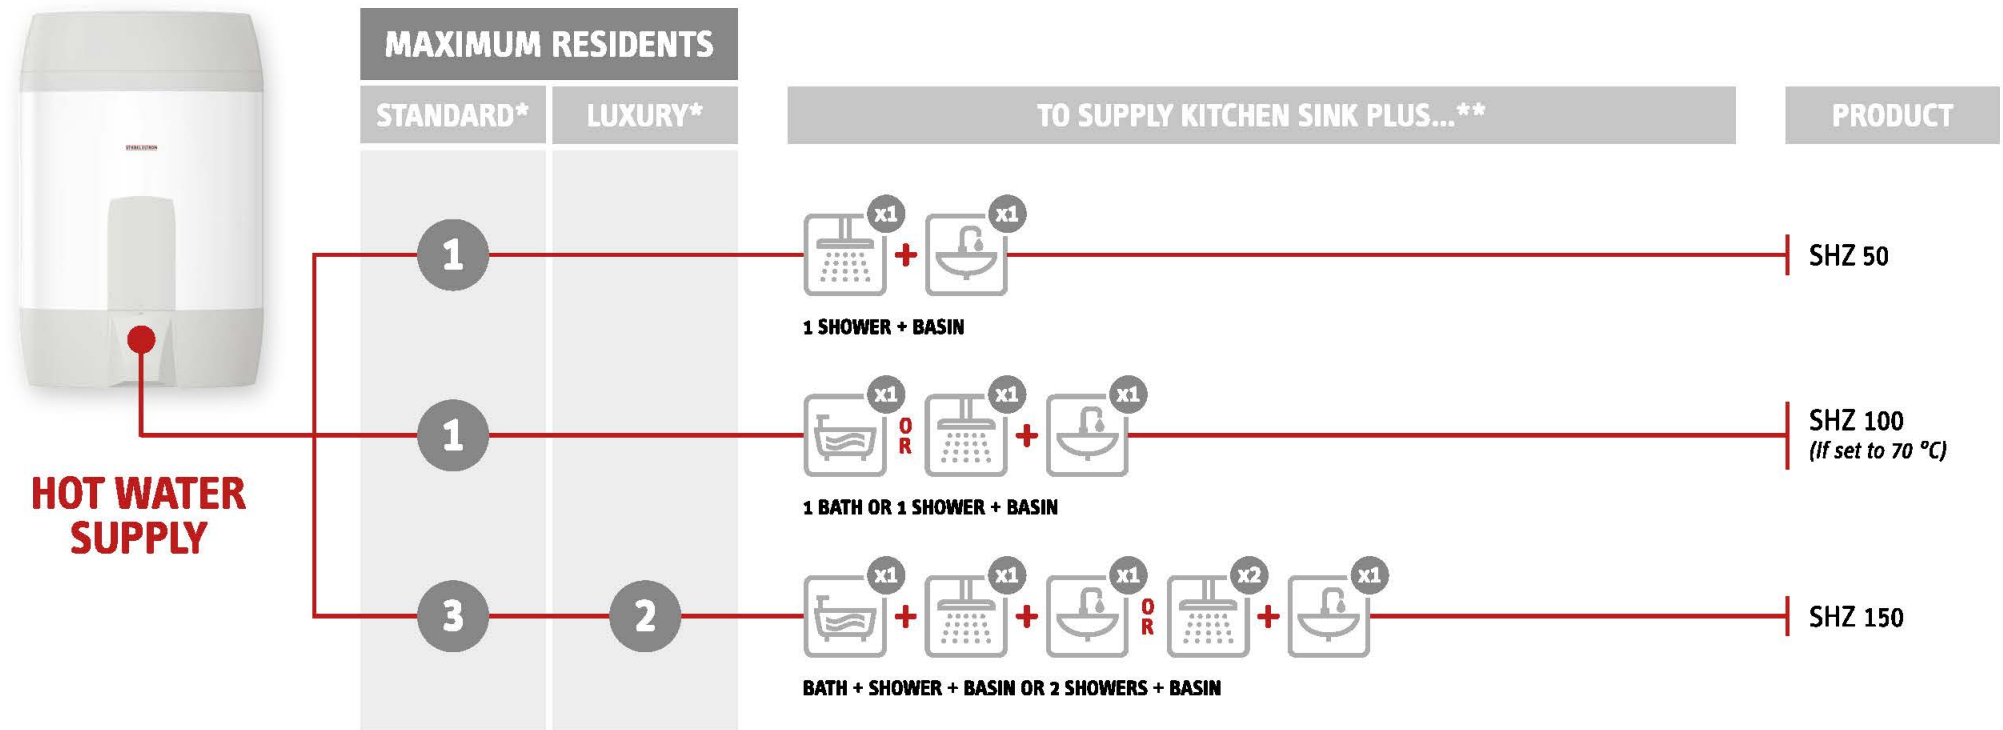 MAXIMUM RESIDENTS
STANDARD* LUXURY* TO SUPPLY KITCHEN SINK PLUS...** PRODUCT
STIEBEL ELTRON
x1 x1
1 + SHZ 50
1 SHOWER + BASIN
x1 x1 x1
1 OR + SHZ 100
(If set to 70 °C)
HOT WATER
SUPPLY
1 BATH OR 1 SHOWER + BASIN
x1 x1 x1 x2 x1
3 2 + + OR + SHZ 150
BATH + SHOWER + BASIN OR 2 SHOWERS + BASIN